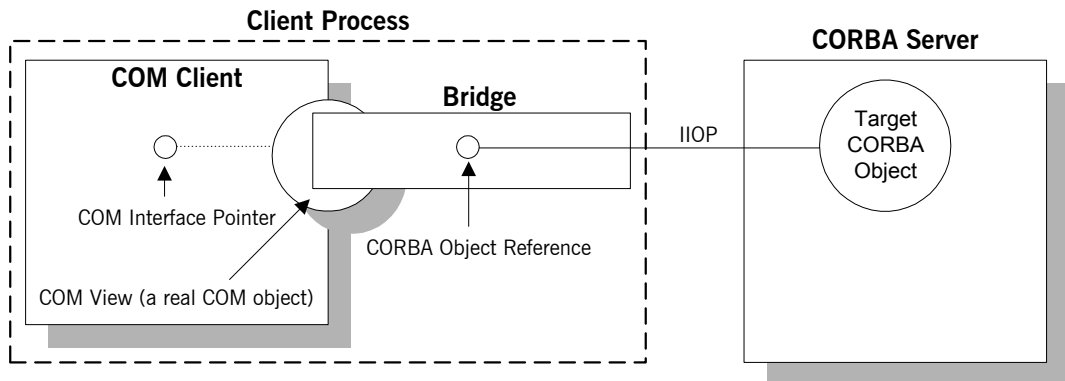 Client Process
CORBA Server
COM Client
Bridge
IIOP
Target
CORBA
Object
COM Interface Pointer
CORBA Object Reference
COM View (a real COM object)